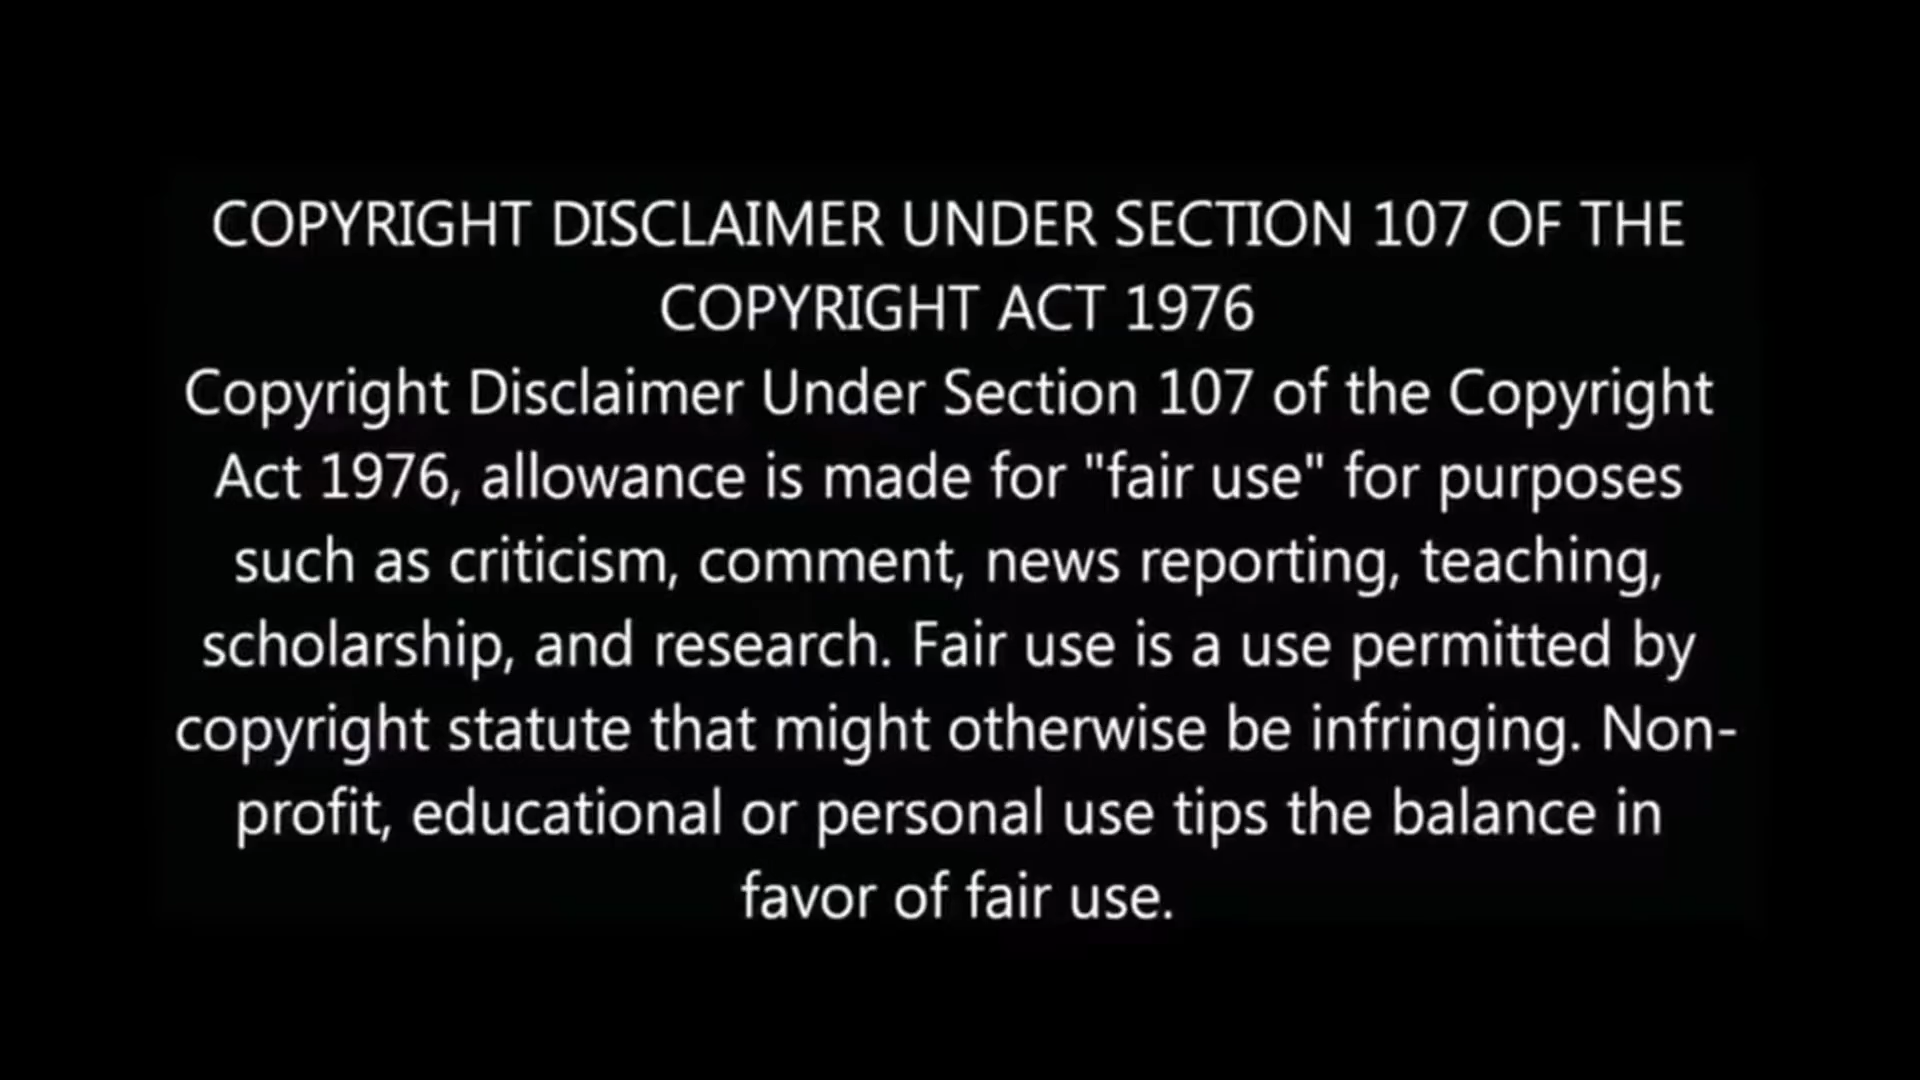 COPYRIGHT DISCLAIMER UNDER SECTION 107 OF THE
COPYRIGHT ACT 1976
Copyright Disclaimer Under Section 107 of the Copyright
Act 1976, allowance is made for "fair use" for purposes
such as criticism, comment, news reporting, teaching,
scholarship, and research. Fair use is a use permitted by
copyright statute that might otherwise be infringing. Non-
profit, educational or personal use tips the balance in
favor of fair use.